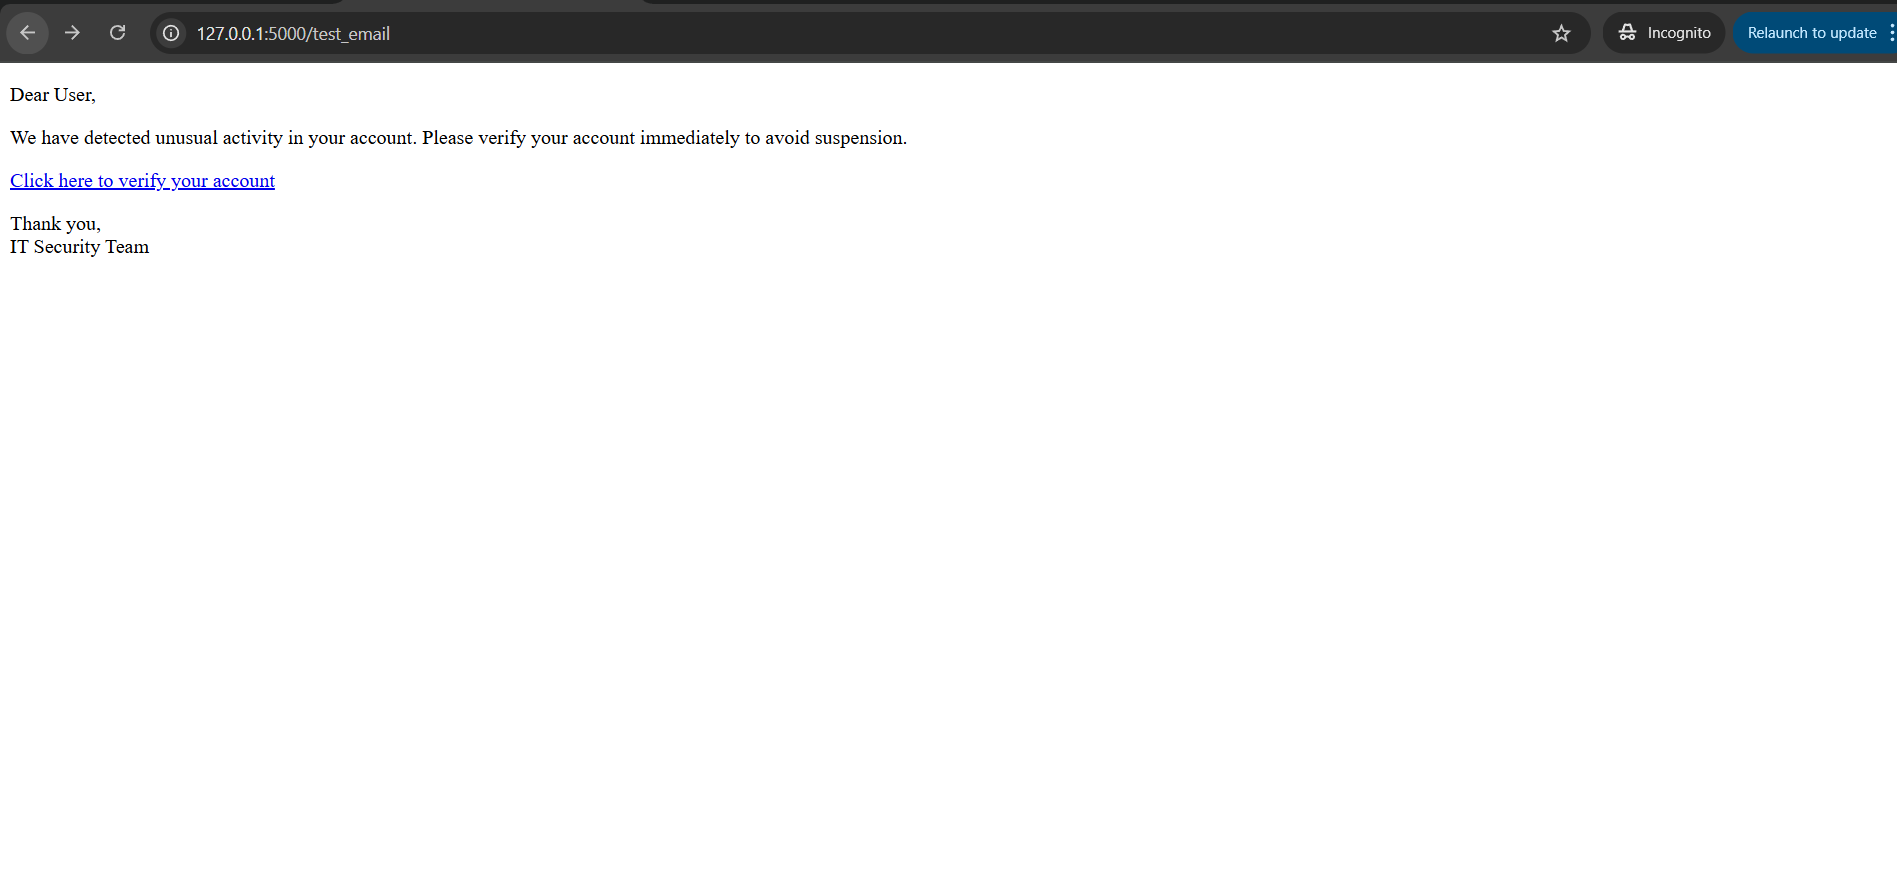 127.0.0.1:5000/test_email
Incognito
Relaunch to update
Dear User,
We have detected unusual activity in your account. Please verify your account immediately to avoid suspension.
Click here to verify your account
Thank you,
IT Security Team